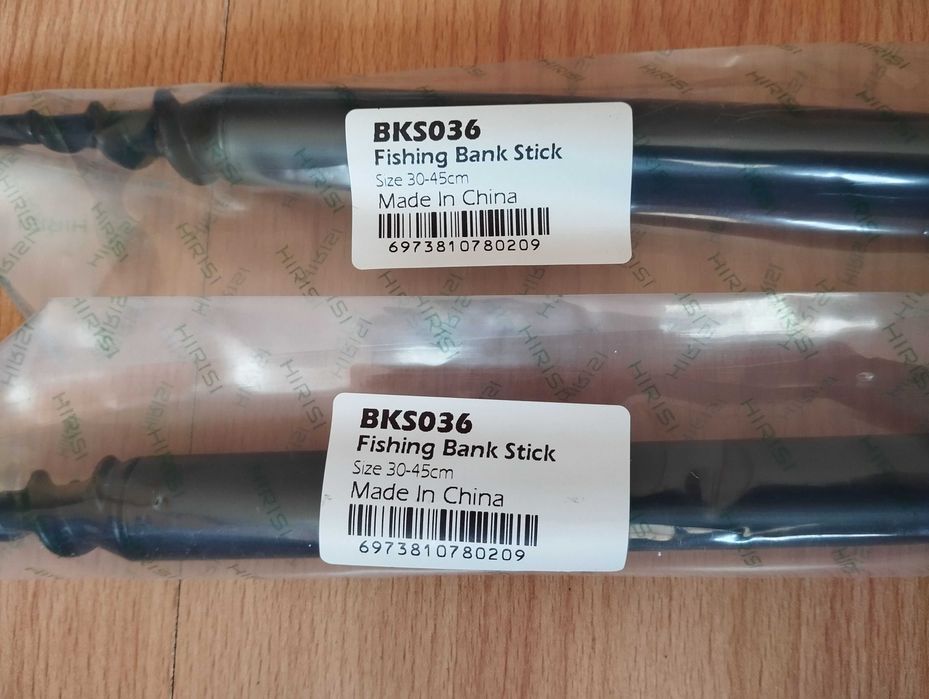 HIRISI
BKS036
Fishing Bank Stick
Size 30-45cm
Made In China
6973810780209
HIRISI
BKS036
Fishing Bank Stick
Size 30-45cm
Made In China
6973810780209